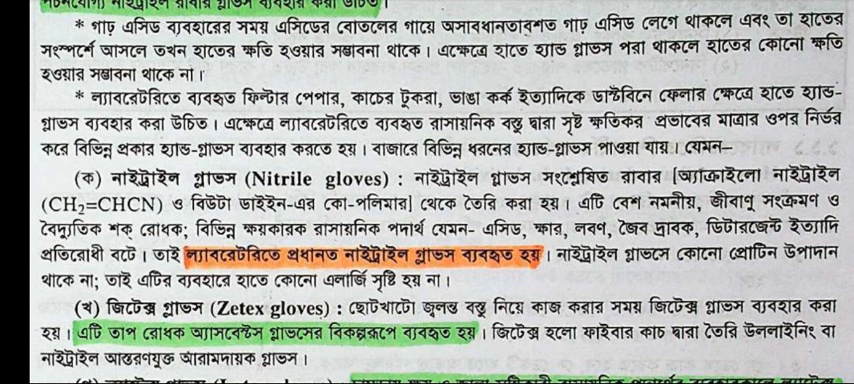 পচনযোগ্য নাইট্রাইল রাবার গ্লাভস ব্যবহার করা উচিত।
* গাঢ় এসিড ব্যবহারের সময় এসিডের বোতলের গায়ে অসাবধানতাবশত গাঢ় এসিড লেগে থাকলে এবং তা হাতের
সংস্পর্শে আসলে তখন হাতের ক্ষতি হওয়ার সম্ভাবনা থাকে। এক্ষেত্রে হাতে হ্যান্ড গ্লাভস পরা থাকলে হাতের কোনো ক্ষতি
হওয়ার সম্ভাবনা থাকে না।
* ল্যাবরেটরিতে ব্যবহৃত ফিল্টার পেপার, কাচের টুকরা, ভাঙা কর্ক ইত্যাদিকে ডাস্টবিনে ফেলার ক্ষেত্রে হাতে হ্যান্ড-
গ্লাভস ব্যবহার করা উচিত। এক্ষেত্রে ল্যাবরেটরিতে ব্যবহৃত রাসায়নিক বস্তু দ্বারা সৃষ্ট ক্ষতিকর প্রভাবের মাত্রার ওপর নির্ভর
করে বিভিন্ন প্রকার হ্যান্ড-গ্লাভস ব্যবহার করতে হয়। বাজারে বিভিন্ন ধরনের হ্যান্ড-গ্লাভস পাওয়া যায়। যেমন–
(ক) নাইট্রাইল গ্লাভস (Nitrile gloves) : নাইট্রাইল গ্লাভস সংশ্লেষিত রাবার [অ্যাক্রাইলো নাইট্রাইল
(CH₂=CHCN) ও বিউটা ডাইইন-এর কো-পলিমার] থেকে তৈরি করা হয়। এটি বেশ নমনীয়, জীবাণু সংক্রমণ ও
বৈদ্যুতিক শক্ রোধক; বিভিন্ন ক্ষয়কারক রাসায়নিক পদার্থ যেমন- এসিড, ক্ষার, লবণ, জৈব দ্রাবক, ডিটারজেন্ট ইত্যাদি
প্রতিরোধী বটে। তাই ল্যাবরেটরিতে প্রধানত নাইট্রাইল গ্লাভস ব্যবহৃত হয়। নাইট্রাইল গ্লাভসে কোনো প্রোটিন উপাদান
থাকে না; তাই এটির ব্যবহারে হাতে কোনো এলার্জি সৃষ্টি হয় না।
(খ) জিটেক্স গ্লাভস (Zetex gloves) : ছোটখাটো জ্বলন্ত বস্তু নিয়ে কাজ করার সময় জিটেক্স গ্লাভস ব্যবহার করা
হয়। এটি তাপ রোধক অ্যাসবেস্টস গ্লাভসের বিকল্পরূপে ব্যবহৃত হয়। জিটেক্স হলো ফাইবার কাচ দ্বারা তৈরি উললাইনিং বা
নাইট্রাইল আস্তরণযুক্ত আরামদায়ক গ্লাভস।